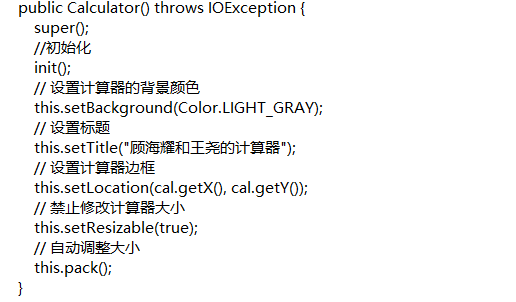 public Calculator() throws IOException {
super();
//初始化
init();
// 设置计算器的背景颜色
this.setBackground(Color.LIGHT_GRAY);
// 设置标题
this.setTitle("顾海耀和王尧的计算器");
// 设置计算器边框
this.setLocation(cal.getX(), cal.getY());
// 禁止修改计算器大小
this.setResizable(true);
// 自动调整大小
this.pack();
}